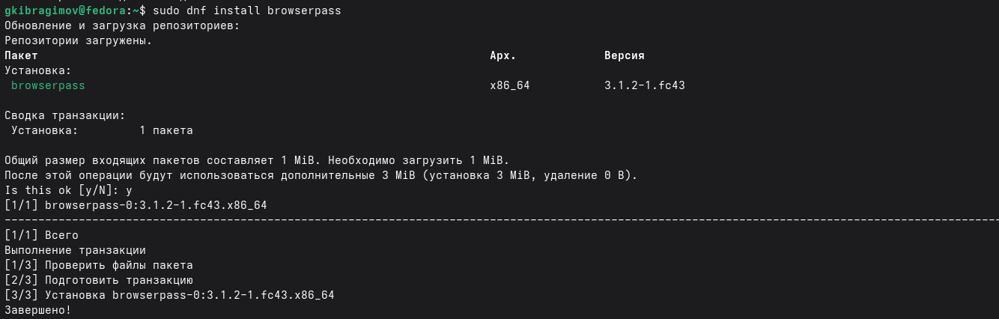 gkibragimov@fedora:~$ sudo dnf install browserpass
Обновление и загрузка репозиториев:
Репозитории загружены.
Пакет Арх. Версия
Установка:
browserpass x86_64 3.1.2-1.fc43
Сводка транзакции:
Установка: 1 пакета
Общий размер входящих пакетов составляет 1 MiB. Необходимо загрузить 1 MiB.
После этой операции будут использоваться дополнительные 3 MiB (установка 3 MiB, удаление 0 B).
Is this ok [y/N]: y
[1/1] browserpass-0:3.1.2-1.fc43.x86_64
[1/1] Всего
Выполнение транзакции
[1/3] Проверить файлы пакета
[2/3] Подготовить транзакцию
[3/3] Установка browserpass-0:3.1.2-1.fc43.x86_64
Завершено!